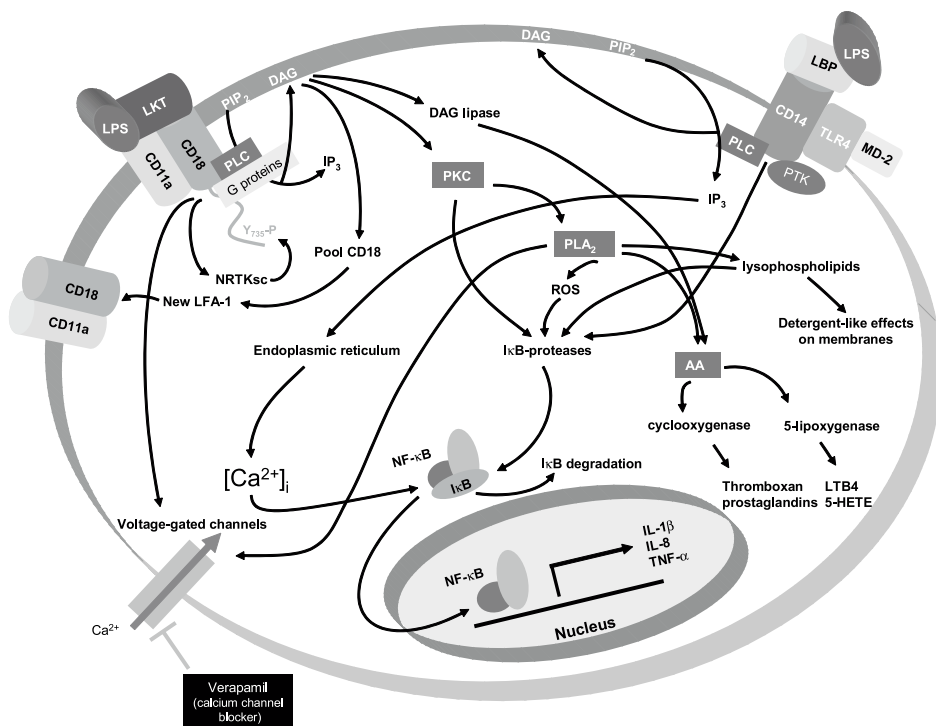 DAG
PIP2
LPS
LBP
CD14
TLR4
MD-2
PLC
PTK
LKT
LPS
CD18
CD11a
PIP2
DAG
PLC
G proteins
IP3
Y735-P
NRTKsc
DAG lipase
PKC
IP3
Pool CD18
PLA2
lysophospholipids
ROS
CD18
CD11a
New LFA-1
Detergent-like effects
on membranes
Endoplasmic reticulum
IκB-proteases
AA
cyclooxygenase
5-lipoxygenase
NF-κB
IκB
IκB degradation
[Ca2+]i
Thromboxan
prostaglandins
LTB4
5-HETE
Voltage-gated channels
IL-1β
IL-8
TNF-α
NF-κB
Nucleus
Ca2+
Verapamil
(calcium channel
blocker)